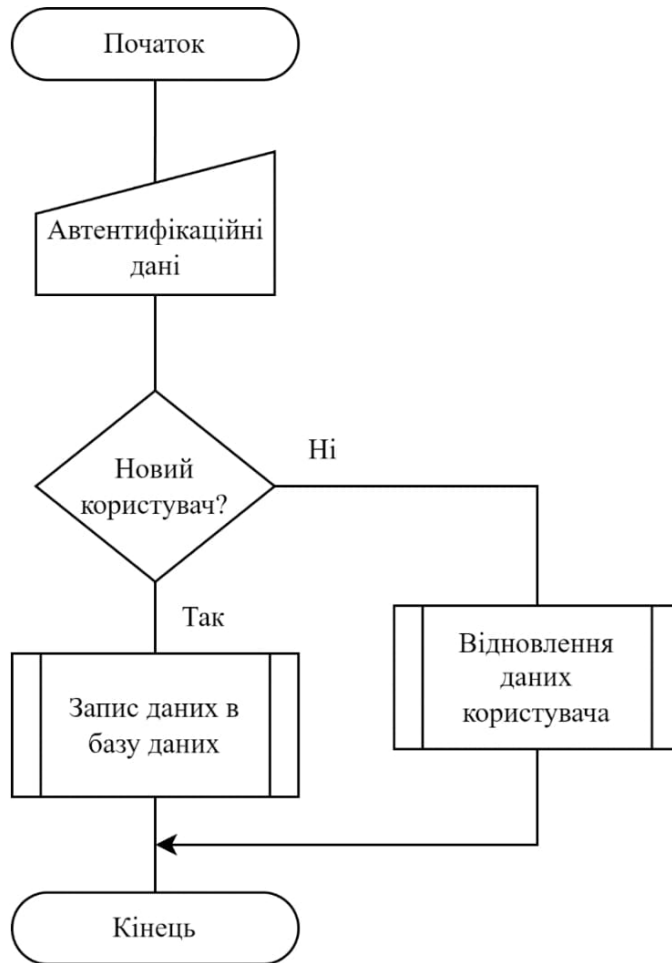 Початок
Автентифікаційні
дані
Новий
користувач?
Ні
Так
Відновлення
даних
користувача
Запис даних в
базу даних
Кінець